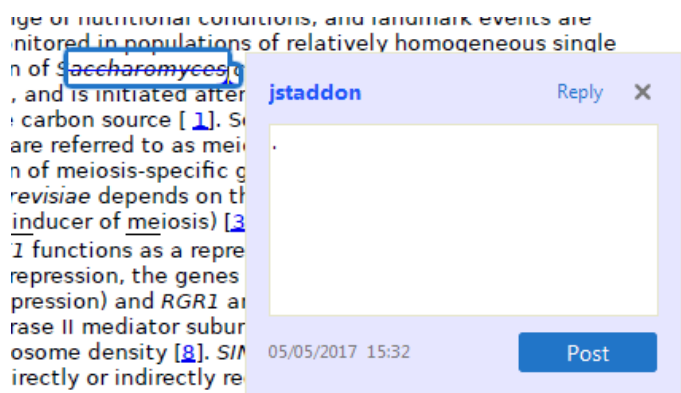 of nutritional conditions, and landmark events are
nitored in populations of relatively homogeneous single
n of Saccharomyces
, and is initiated after
carbon source [ 1]. S
are referred to as mei
n of meiosis-specific g
revisiae depends on th
inducer of meiosis) [3
1 functions as a repre
repression, the genes
pression) and RGR1 a
rase II mediator subur
osome density [8]. SIN
irectly or indirectly re
jstaddon
Reply
.
05/05/2017 15:32
Post